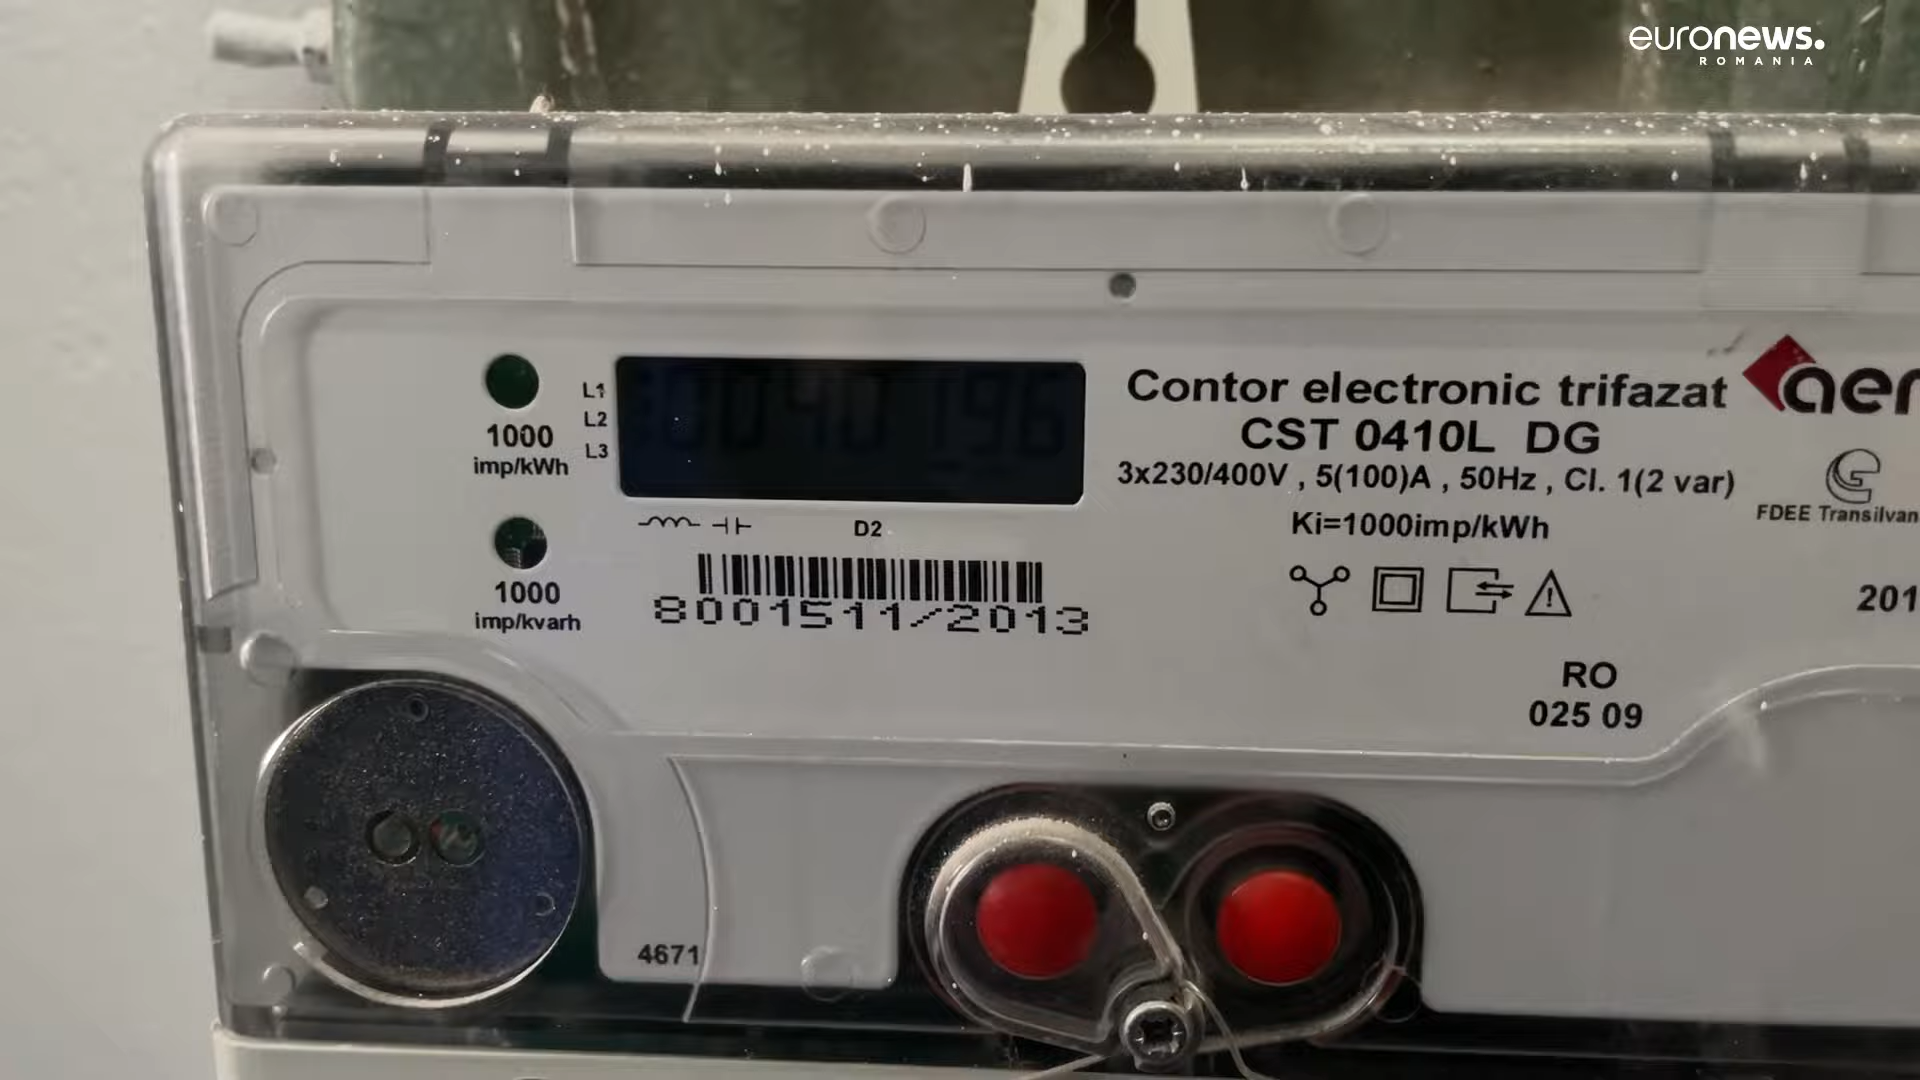 euronews.
ROMANIA
L1
L2
L3
1000
imp/kWh
Contor electronic trifazat
CST 0410L DG
3x230/400V , 5(100)A , 50Hz , Cl. 1(2 var)
Ki=1000imp/kWh
aer
FDEE Transilvan
D2
8001511/2013
1000
imp/kvarh
201
RO
025 09
4671